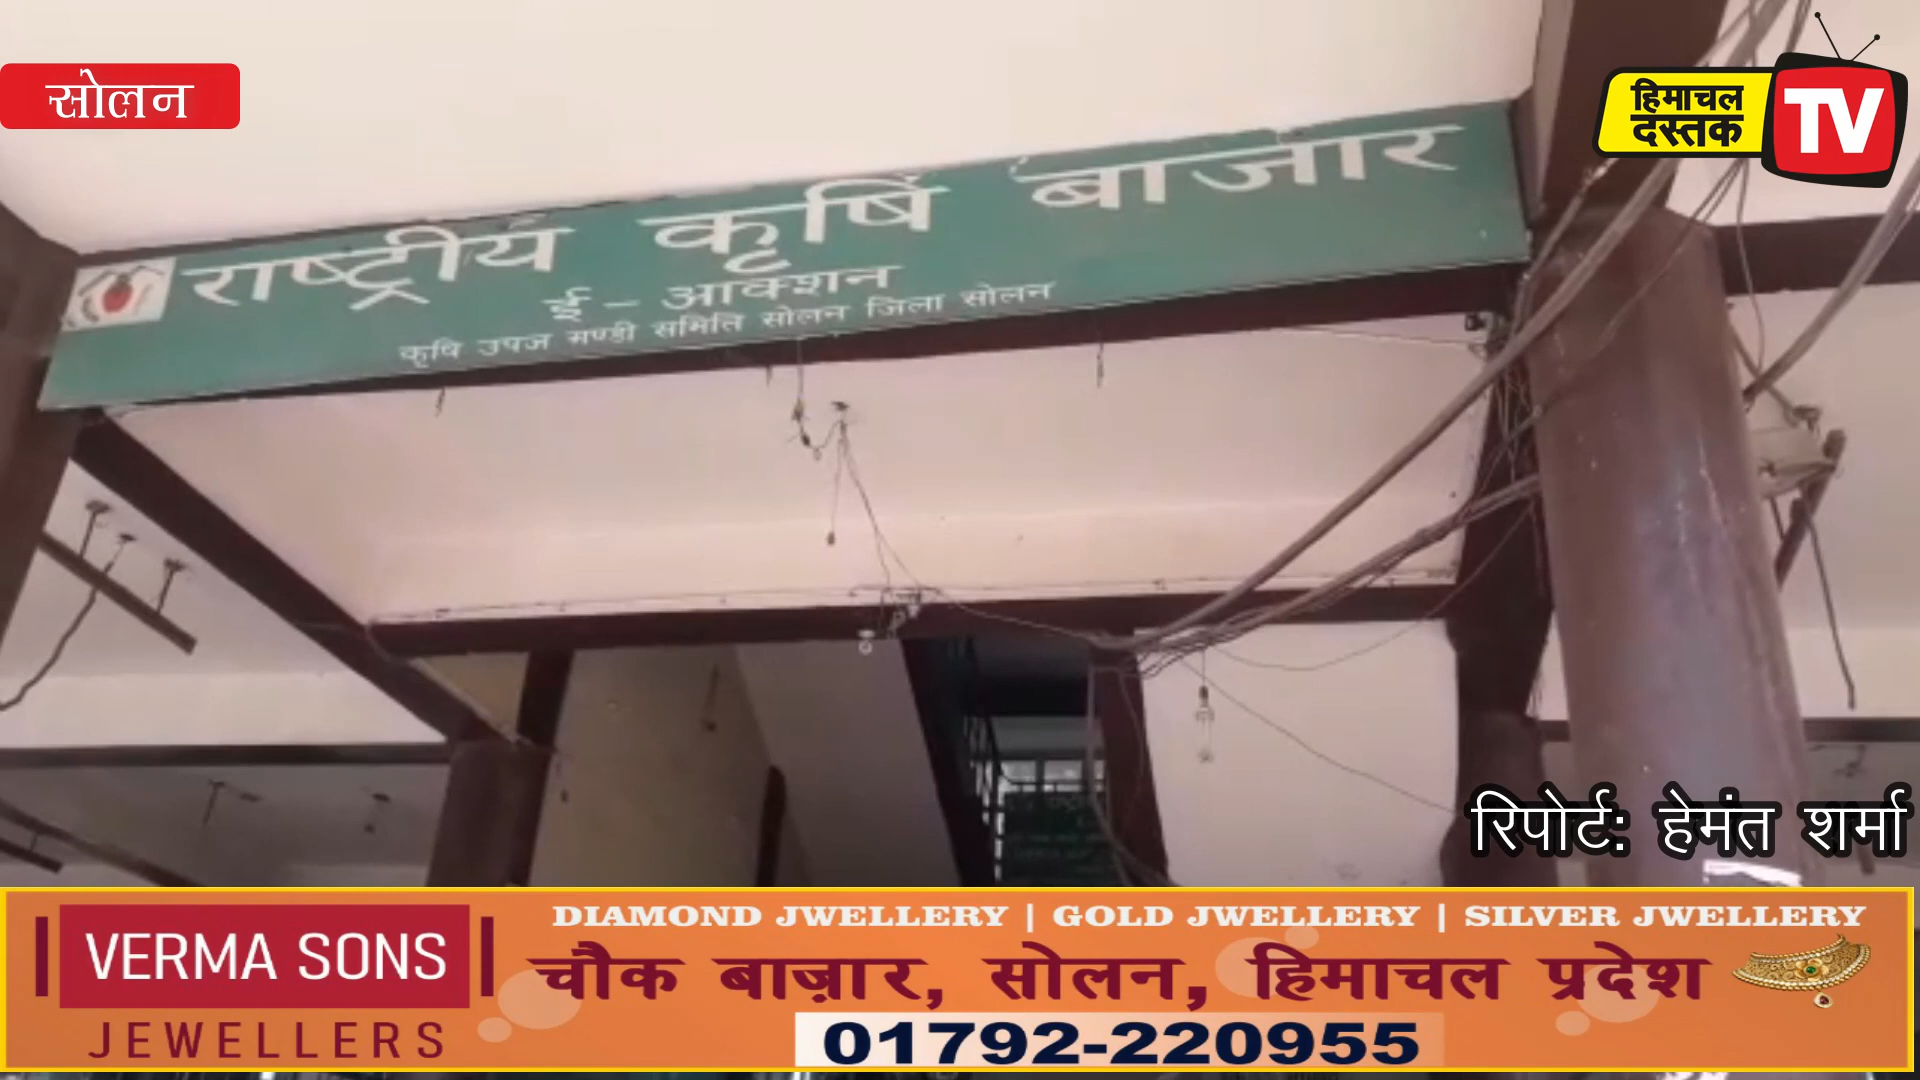 सोलन
हिमाचल
दस्तक
TV
राष्ट्रीय कृषि बाजार
ई - आक्शन
कृषि उपज मण्डी समिति सोलन जिला सोलन
रिपोर्ट: हेमंत शर्मा
VERMA SONS
JEWELLERS
DIAMOND JWELLERY | GOLD JWELLERY | SILVER JWELLERY
चौक बाज़ार, सोलन, हिमाचल प्रदेश
01792-220955